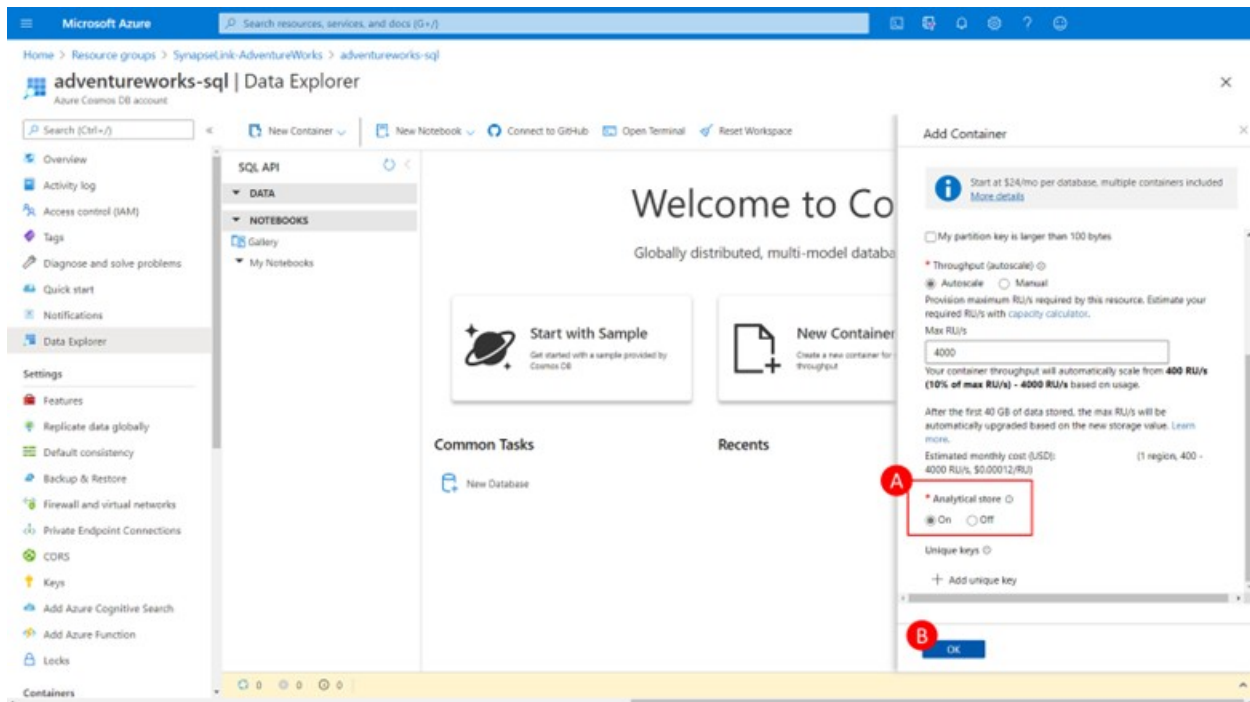 Microsoft Azure
Search resources, services, and docs (G+/)
Home > Resource groups > SynapseLink-AdventureWorks > adventureworks-sql
adventureworks-sql | Data Explorer
Azure Cosmos DB account
Search (Ctrl+/)
Overview
Activity log
Access control (IAM)
Tags
Diagnose and solve problems
Quick start
Notifications
Data Explorer
Settings
Features
Replicate data globally
Default consistency
Backup & Restore
Firewall and virtual networks
Private Endpoint Connections
CORS
Keys
Add Azure Cognitive Search
Add Azure Function
Locks
Containers
New Container
New Notebook
Connect to GitHub
Open Terminal
Reset Workspace
SQL API
DATA
NOTEBOOKS
Gallery
My Notebooks
Welcome to Co
Globally distributed, multi-model databa
Start with Sample
Get started with a sample provided by
Cosmos DB
New Container
Create a new container for
throughput
Common Tasks
New Database
Recents
0 0 0
Add Container
Start at $24/mo per database, multiple containers included
More details
My partition key is larger than 100 bytes
* Throughput (autoscale)
Autoscale Manual
Provision maximum RU/s required by this resource. Estimate your
required RU/s with capacity calculator.
Max RU/s
4000
Your container throughput will automatically scale from 400 RU/s
(10% of max RU/s) - 4000 RU/s based on usage.
After the first 40 GB of data stored, the max RU/s will be
automatically upgraded based on the new storage value. Learn
more.
Estimated monthly cost (USD): (1 region, 400 -
4000 RU/s, $0.00012/RU)
A
* Analytical store
On Off
Unique keys
+ Add unique key
B
OK